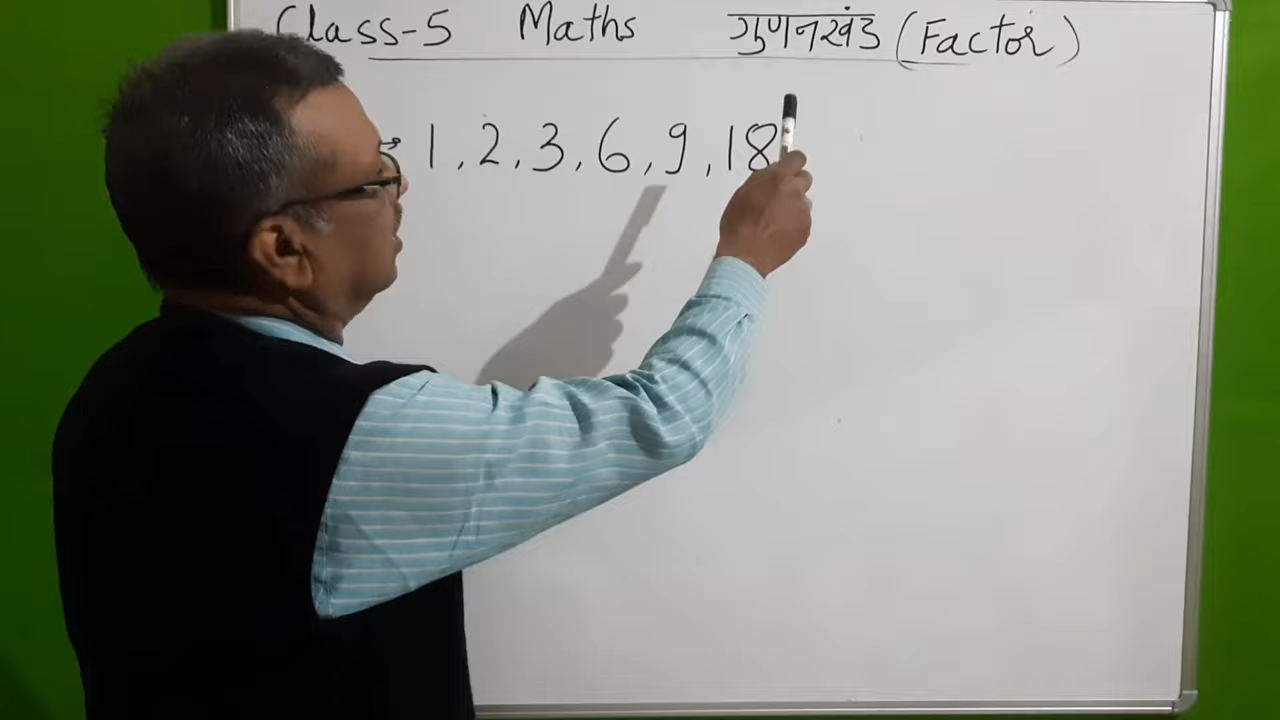 Class-5 Maths गुणनखंड (Factor)
→ 1, 2, 3, 6, 9, 18